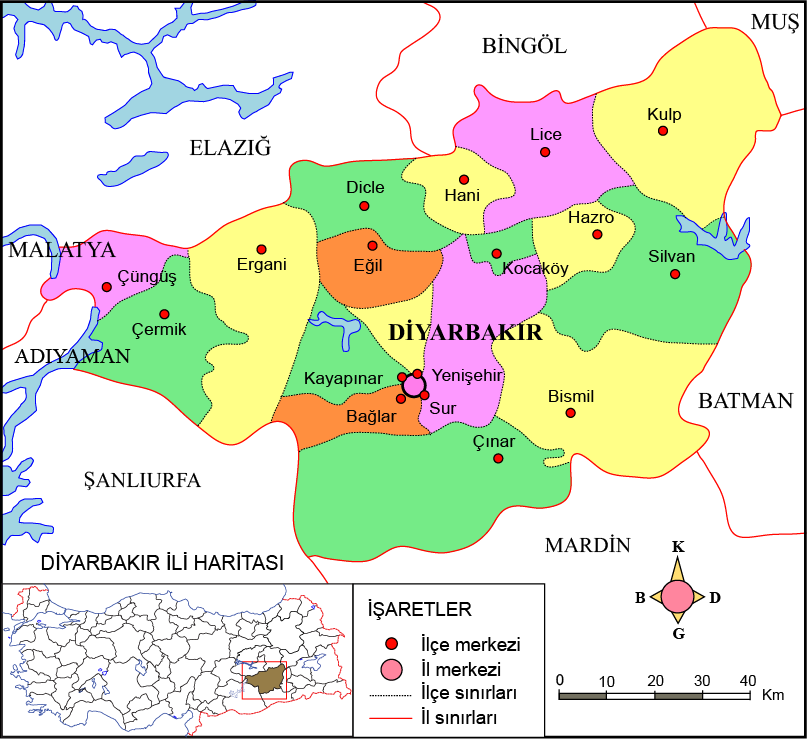 MUŞ
BİNGÖL
Kulp
Lice
ELAZIĞ
Dicle
Hani
Hazro
MALATYA
Ergani
Eğil
Kocaköy
Silvan
Çüngüş
Çermik
DİYARBAKIR
ADIYAMAN
Kayapınar
Yenişehir
Bismil
BATMAN
Bağlar
Sur
Çınar
ŞANLIURFA
MARDİN
DİYARBAKIR İLİ HARİTASI
K
B D
G
İŞARETLER
İlçe merkezi
İl merkezi
İlçe sınırları
İl sınırları
0 10 20 30 40 Km